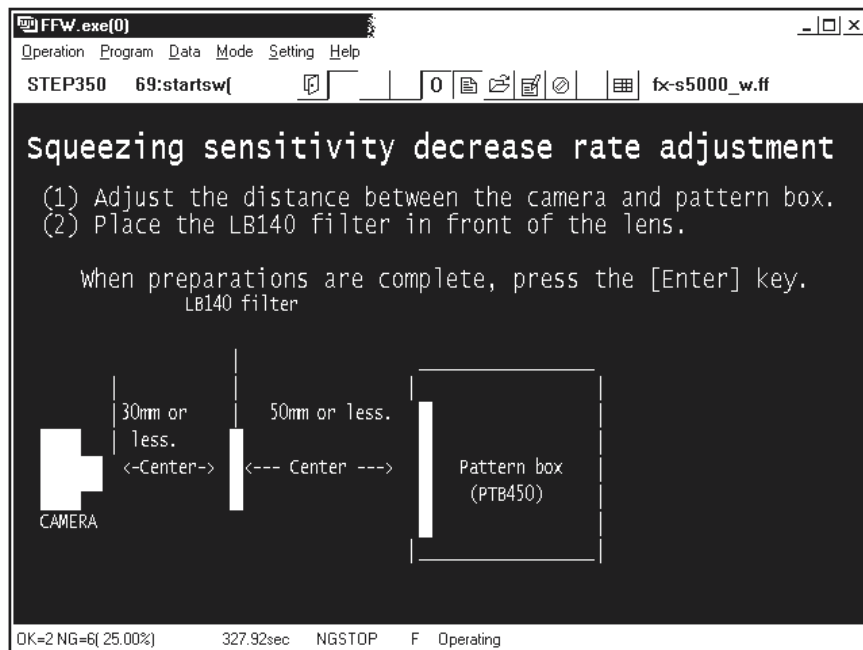 FFW.exe(0)
Operation Program Data Mode Setting Help
STEP350 69:startsw( 0 fx-s5000_w.ff
Squeezing sensitivity decrease rate adjustment
(1) Adjust the distance between the camera and pattern box.
(2) Place the LB140 filter in front of the lens.
When preparations are complete, press the [Enter] key.
LB140 filter
30mm or 50mm or less.
less.
<-Center-> <--- Center ---> Pattern box
(PTB450)
CAMERA
OK=2 NG=6( 25.00%) 327.92sec NGSTOP F Operating